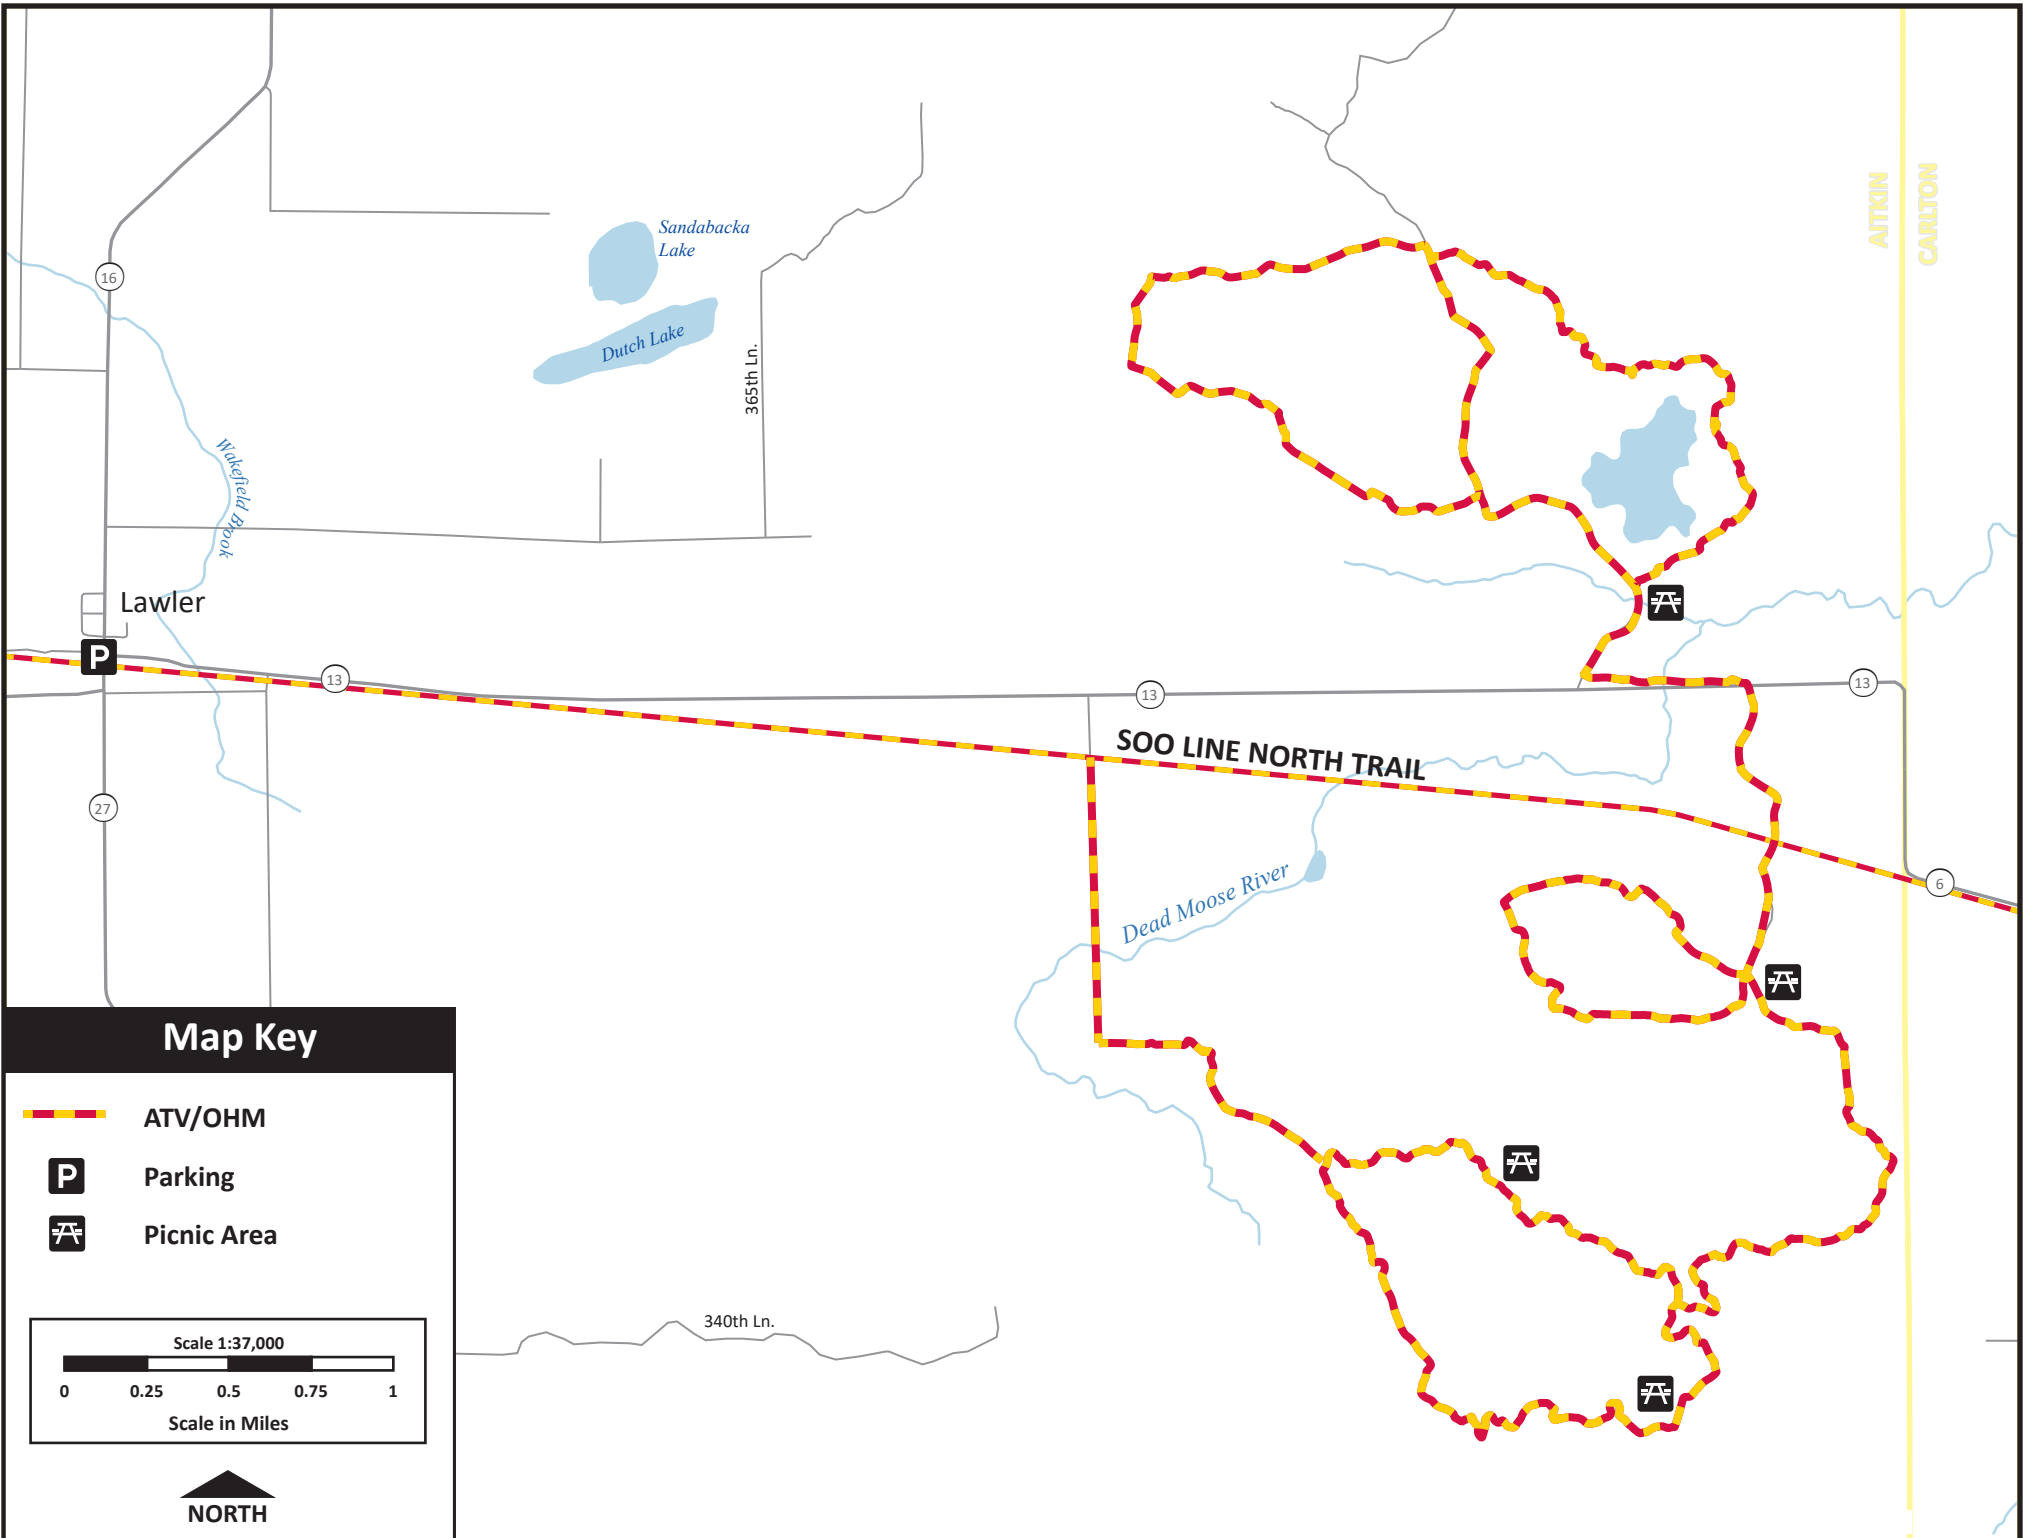 AITKIN
CARLTON
Sandabacka
Lake
16
Dutch Lake
365th Ln.
Wakefield Brook
Lawler
P
13
13
13
SOO LINE NORTH TRAIL
27
6
Dead Moose River
Map Key
ATV/OHM
P
Parking
Picnic Area
340th Ln.
Scale 1:37,000
0 0.25 0.5 0.75 1
Scale in Miles
NORTH